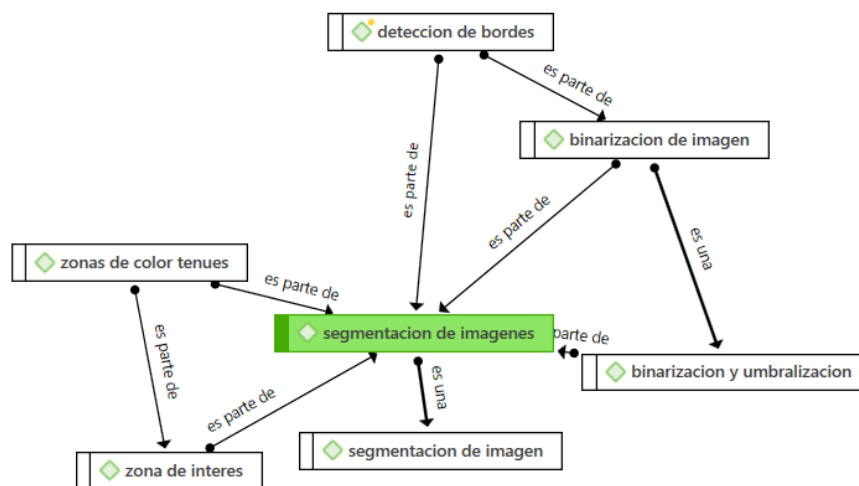 deteccion de bordes
es parte de
binarizacion de imagen
es parte de
es parte de
es una
zonas de color tenues
es parte de
es parte de
segmentacion de imagenes
parte de
binarizacion y umbralizacion
es parte de
es una
segmentacion de imagen
zona de interes